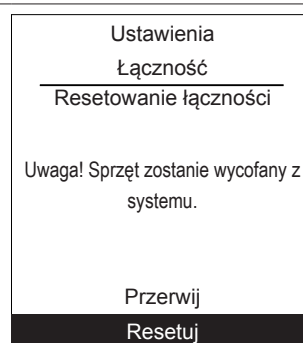 Ustawienia
Łączność
Resetowanie łączności
Uwaga! Sprzęt zostanie wycofany z
systemu.
Przerwij
Resetuj